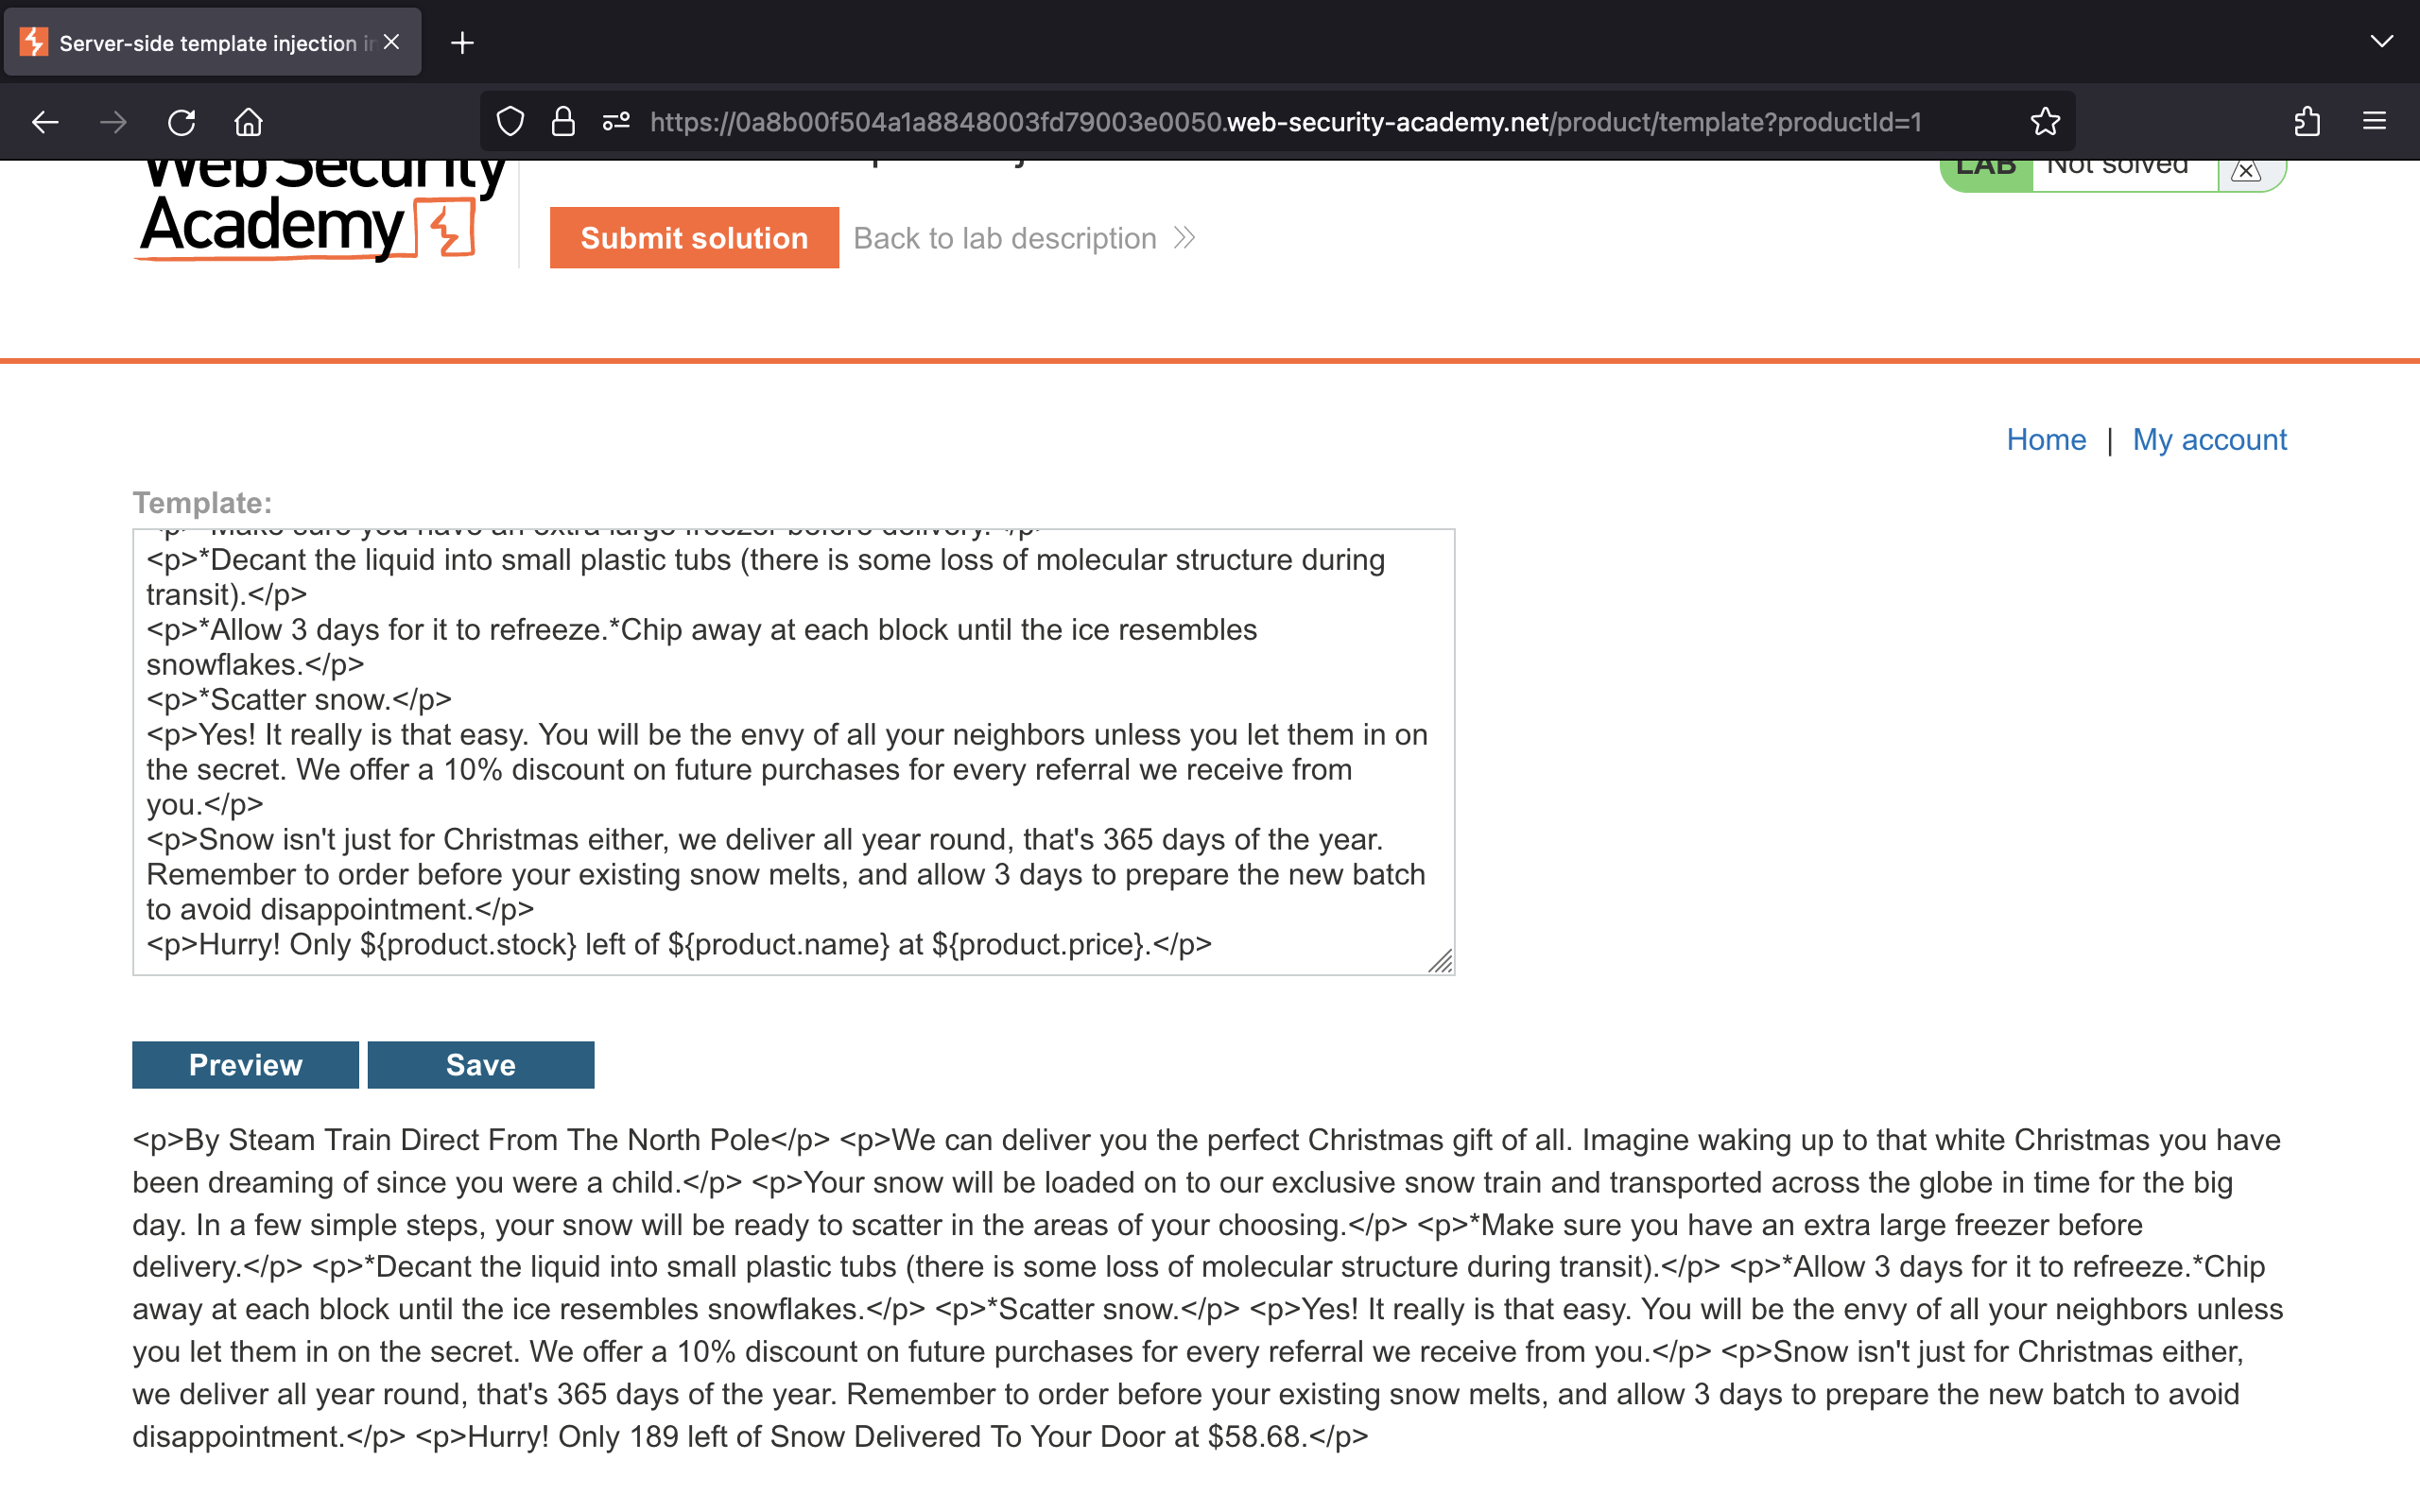 Server-side template injection in
https://0a8b00f504a1a8848003fd79003e0050.web-security-academy.net/product/template?productId=1
Web Security
Academy
LAB Not solved
Submit solution Back to lab description
Home | My account
Template:
<p>*Make sure you have an extra large freezer before delivery.</p>
<p>*Decant the liquid into small plastic tubs (there is some loss of molecular structure during
transit).</p>
<p>*Allow 3 days for it to refreeze.*Chip away at each block until the ice resembles
snowflakes.</p>
<p>*Scatter snow.</p>
<p>Yes! It really is that easy. You will be the envy of all your neighbors unless you let them in on
the secret. We offer a 10% discount on future purchases for every referral we receive from
you.</p>
<p>Snow isn't just for Christmas either, we deliver all year round, that's 365 days of the year.
Remember to order before your existing snow melts, and allow 3 days to prepare the new batch
to avoid disappointment.</p>
<p>Hurry! Only ${product.stock} left of ${product.name} at ${product.price}.</p>
Preview Save
<p>By Steam Train Direct From The North Pole</p> <p>We can deliver you the perfect Christmas gift of all. Imagine waking up to that white Christmas you have
been dreaming of since you were a child.</p> <p>Your snow will be loaded on to our exclusive snow train and transported across the globe in time for the big
day. In a few simple steps, your snow will be ready to scatter in the areas of your choosing.</p> <p>*Make sure you have an extra large freezer before
delivery.</p> <p>*Decant the liquid into small plastic tubs (there is some loss of molecular structure during transit).</p> <p>*Allow 3 days for it to refreeze.*Chip
away at each block until the ice resembles snowflakes.</p> <p>*Scatter snow.</p> <p>Yes! It really is that easy. You will be the envy of all your neighbors unless
you let them in on the secret. We offer a 10% discount on future purchases for every referral we receive from you.</p> <p>Snow isn't just for Christmas either,
we deliver all year round, that's 365 days of the year. Remember to order before your existing snow melts, and allow 3 days to prepare the new batch to avoid
disappointment.</p> <p>Hurry! Only 189 left of Snow Delivered To Your Door at $58.68.</p>